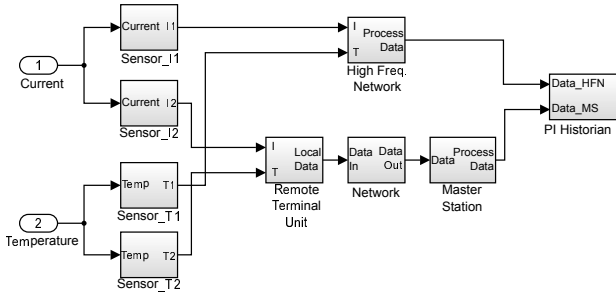 1
Current
Current I1
Sensor_I1
Current I2
Sensor_I2
2
Temperature
Temp T1
Sensor_T1
Temp T2
Sensor_T2
I
T
Process
Data
High Freq.
Network
I
T
Local
Data
Remote
Terminal
Unit
Data
In
Data
Out
Network
Data
Process
Data
Master
Station
Data_HFN
Data_MS
PI Historian